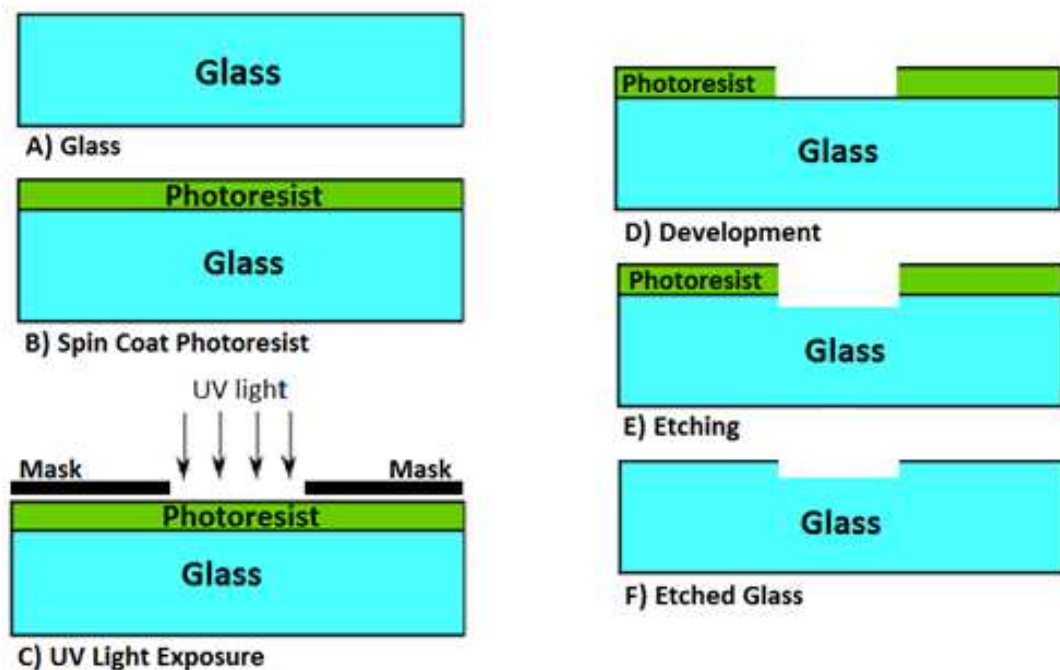 Glass
A) Glass
Photoresist
Glass
B) Spin Coat Photoresist
UV light
Mask Mask
Photoresist
Glass
C) UV Light Exposure
Photoresist
Glass
D) Development
Photoresist
Glass
E) Etching
Glass
F) Etched Glass